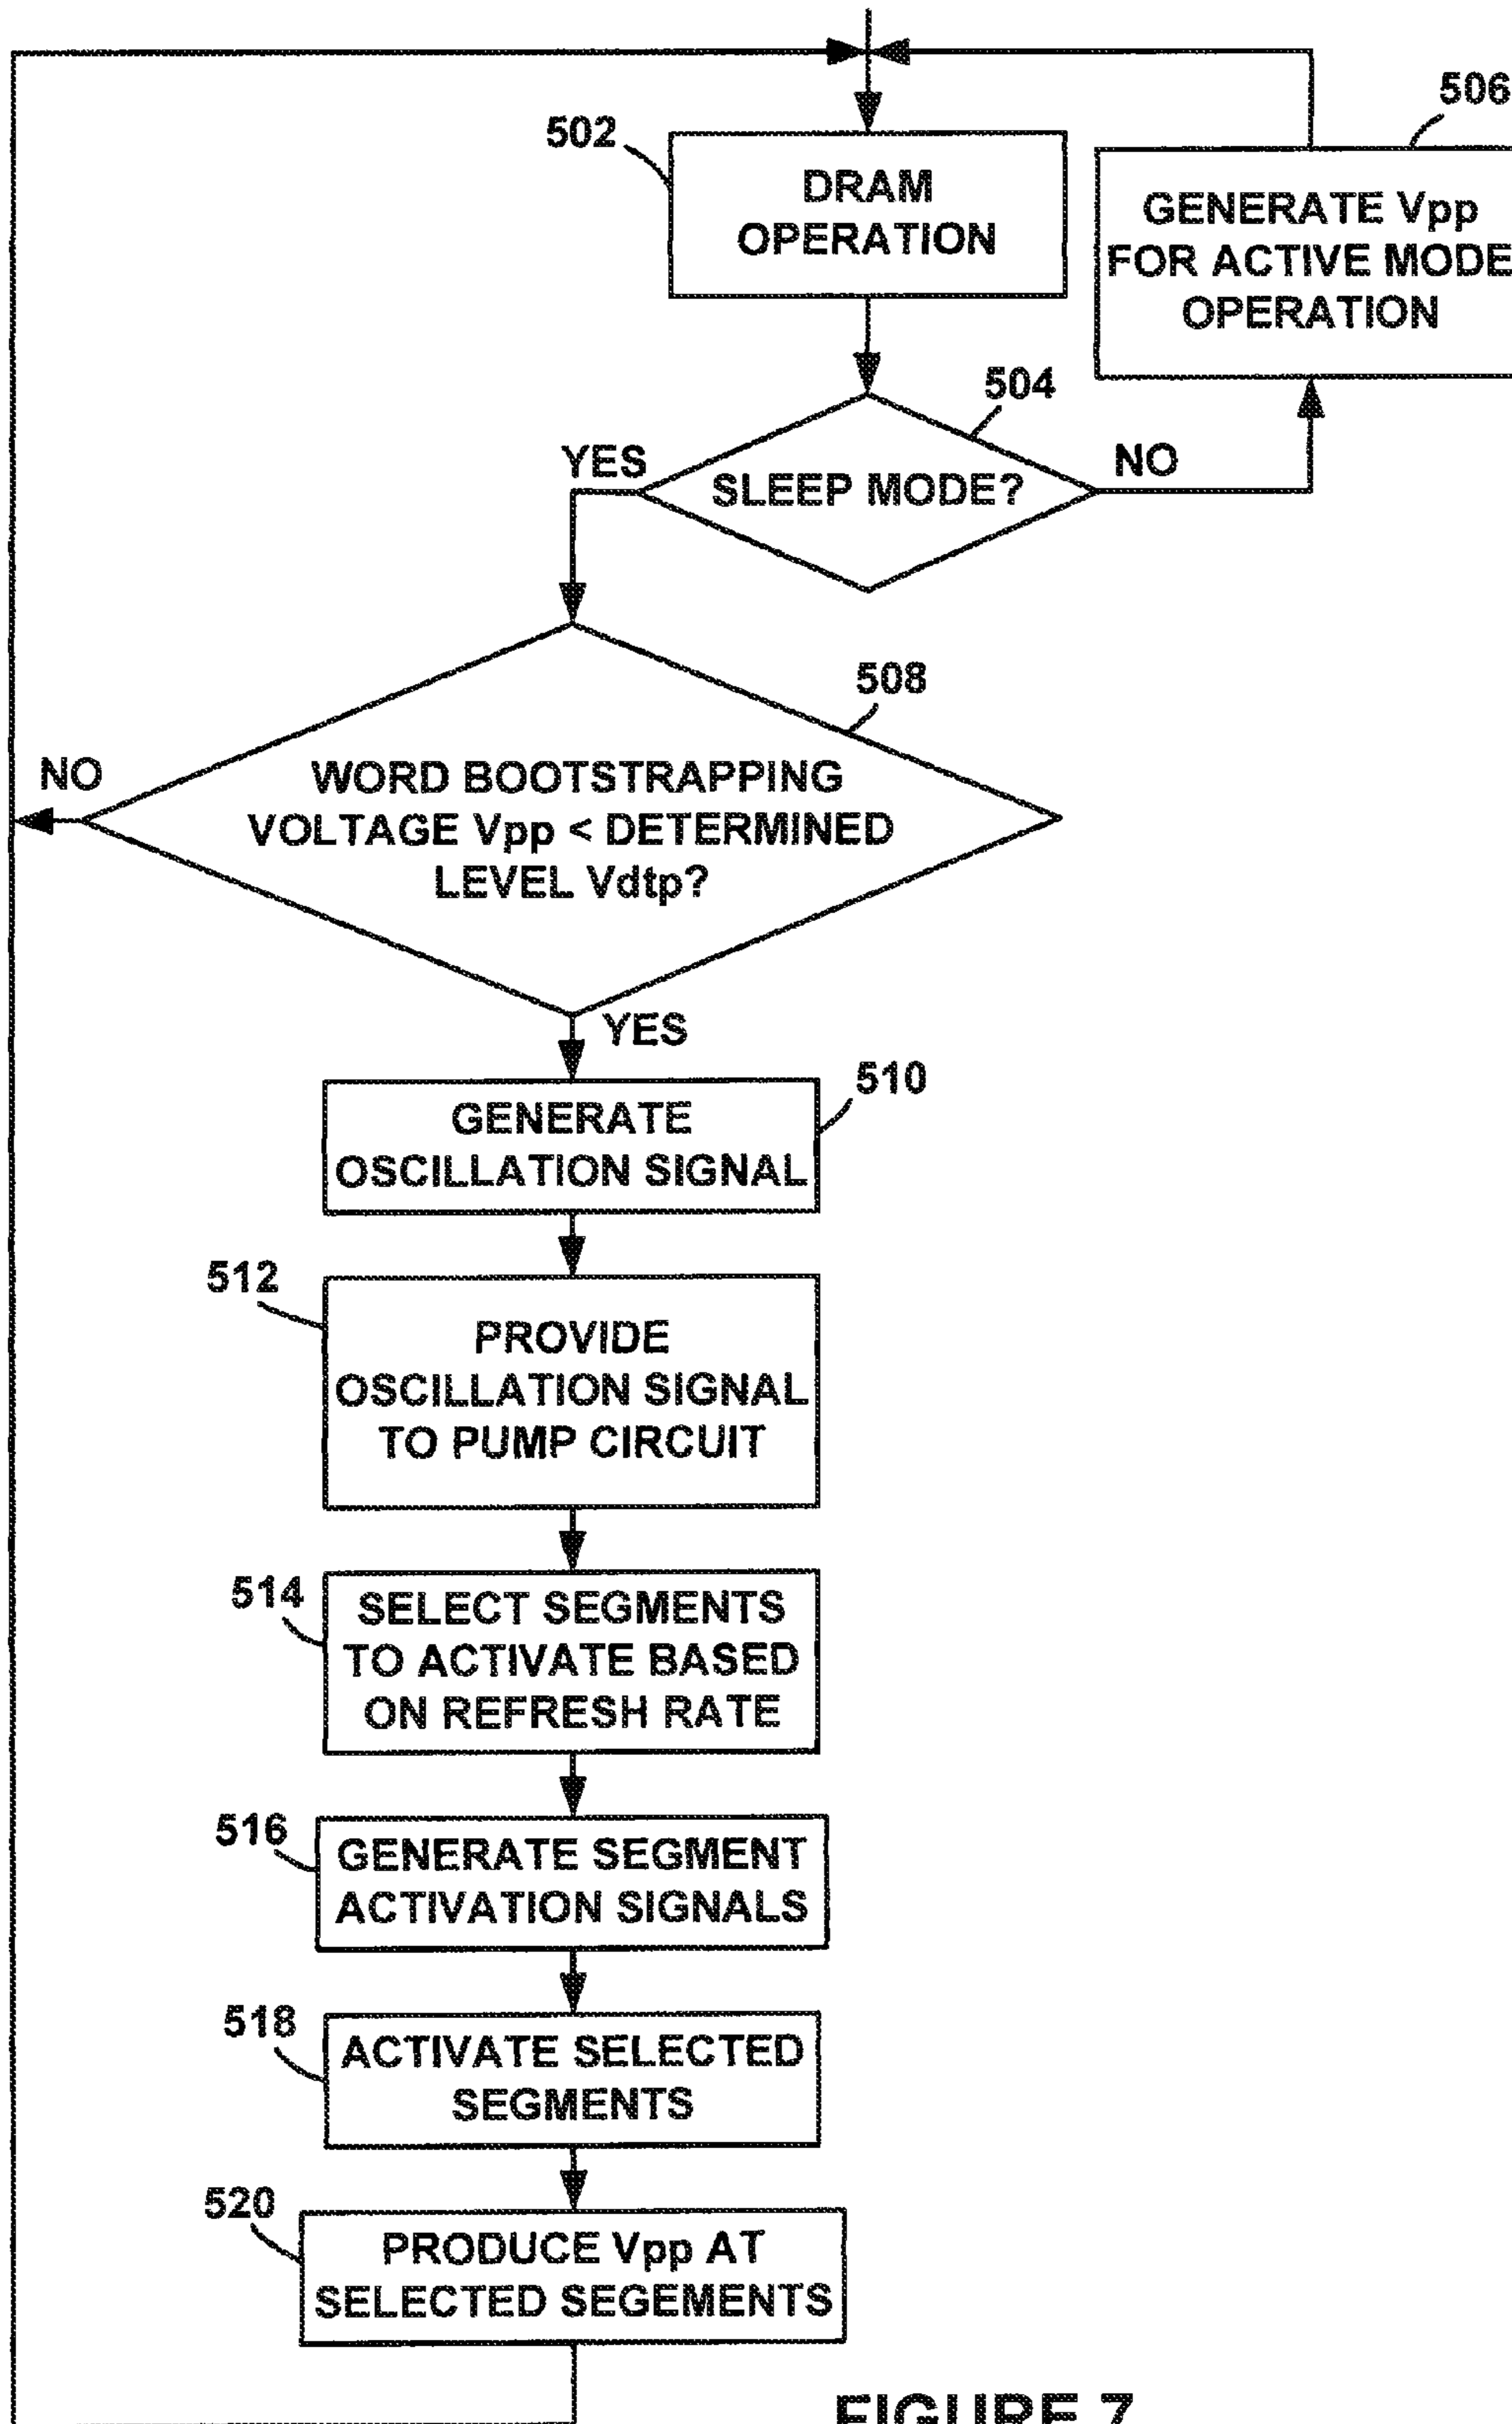 502
DRAM
OPERATION
506
GENERATE Vpp
FOR ACTIVE MODE
OPERATION
504
YES
SLEEP MODE?
NO
508
NO
WORD BOOTSTRAPPING
VOLTAGE Vpp < DETERMINED
LEVEL Vdtp?
YES
510
GENERATE
OSCILLATION SIGNAL
512
PROVIDE
OSCILLATION SIGNAL
TO PUMP CIRCUIT
514
SELECT SEGMENTS
TO ACTIVATE BASED
ON REFRESH RATE
516
GENERATE SEGMENT
ACTIVATION SIGNALS
518
ACTIVATE SELECTED
SEGMENTS
520
PRODUCE Vpp AT
SELECTED SEGEMENTS
FIGURE 7